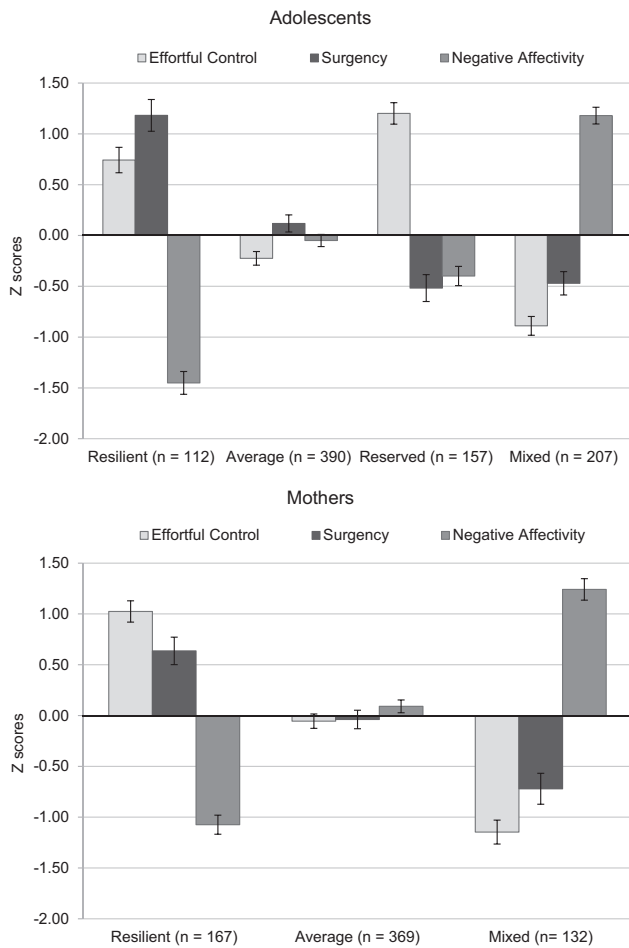 Adolescents
Effortful Control Surgency Negative Affectivity
1.50
1.00
0.50
0.00
-0.50
-1.00
-1.50
-2.00
Z scores
Resilient (n = 112) Average (n = 390) Reserved (n = 157) Mixed (n = 207)
Mothers
Effortful Control Surgency Negative Affectivity
1.50
1.00
0.50
0.00
-0.50
-1.00
-1.50
-2.00
Z scores
Resilient (n = 167) Average (n = 369) Mixed (n= 132)